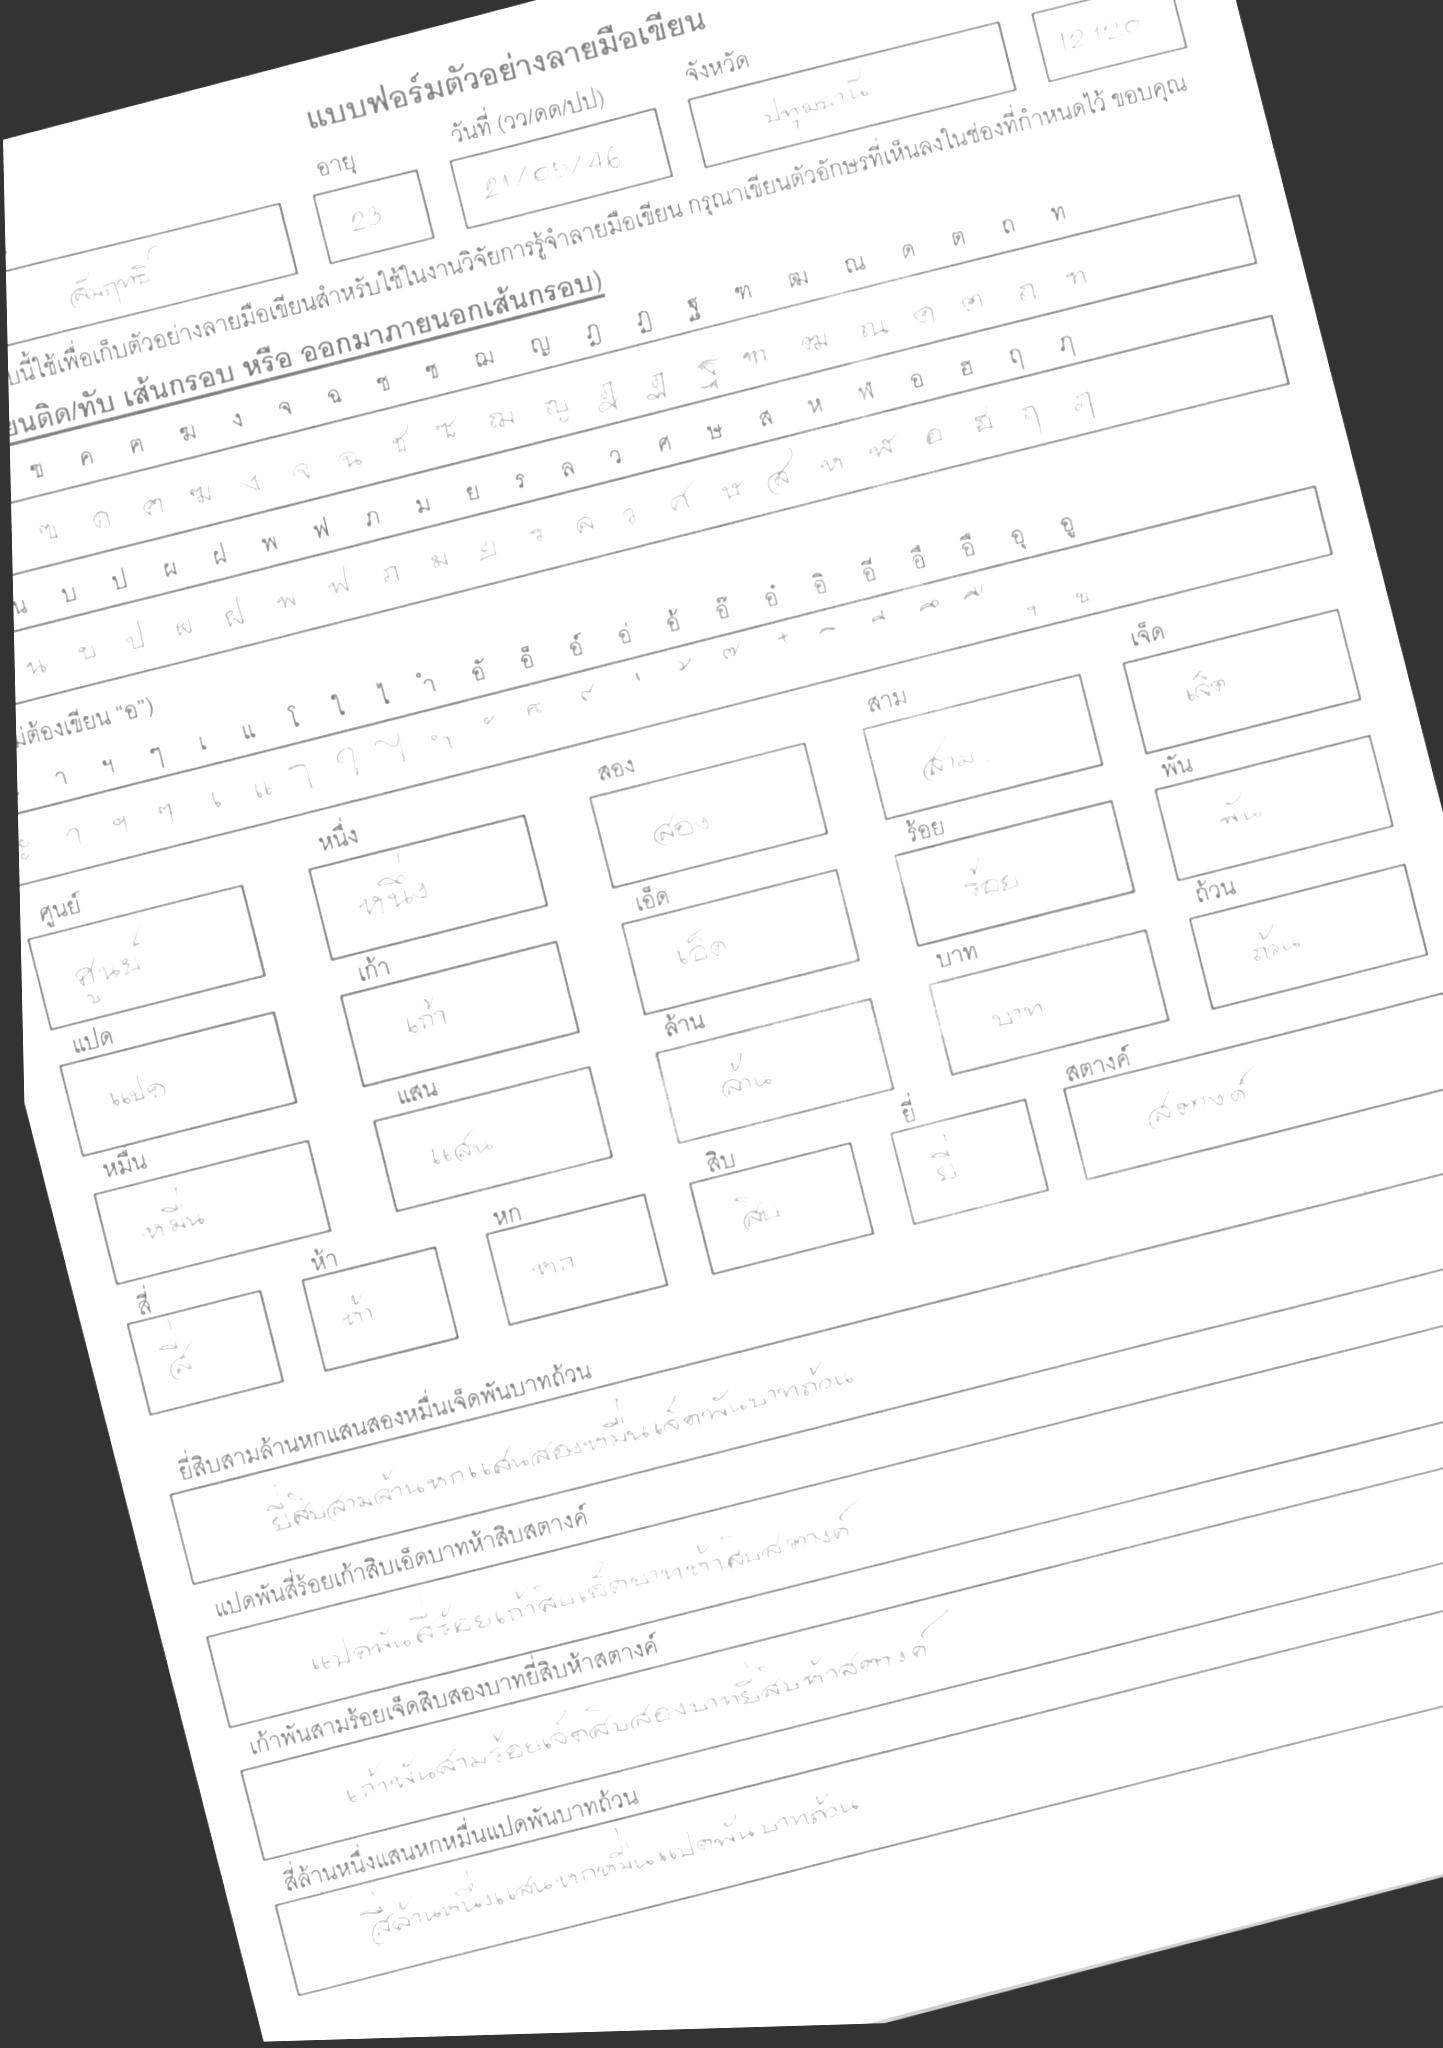 แบบฟอร์มตัวอย่างลายมือเขียน
อายุ วันที่ (วว/ดด/ปป) จังหวัด
สัมฤทธิ์ 23 21/05/46 ปทุมธานี 12120
บนี้ใช้เพื่อเก็บตัวอย่างลายมือเขียนสำหรับใช้ในงานวิจัยการรู้จำลายมือเขียน กรุณาเขียนตัวอักษรที่เห็นลงในช่องที่กำหนดไว้ ขอบคุณ
ยนติด/ทับ เส้นกรอบ หรือ ออกมาภายนอกเส้นกรอบ)
ข ค ฅ ฆ ง จ ฉ ช ซ ฌ ญ ฎ ฏ ฐ ฑ ฒ ณ ด ต ถ ท
ฃ ค ฅ ฆ ง จ ฉ ช ซ ฌ ญ ฎ ฏ ฐ ฑ ฒ ณ ด ต ถ ท
น บ ป ผ ฝ พ ฟ ภ ม ย ร ล ว ศ ษ ส ห ฬ อ ฮ ฤ ฦ
น บ ป ผ ฝ พ ฟ ภ ม ย ร ล ว ศ ษ ส ห ฬ อ ฮ ฤ ฦ
ม่ต้องเขียน "อ")
า ฯ ๆ เ แ โ ใ ไ ำ อั อ็ อ์ อ่ อ้ อ๊ อ๋ อิ อี อึ อื อุ อู
ะ า ฯ ๆ เ แ โ ใ ไ ำ ั ็ ์ ่ ้ ๊ ๋ ิ ี ึ ื ุ ู
ศูนย์ หนึ่ง สอง สาม เจ็ด
ศูนย์ หนึ่ง สอง สาม เจ็ด
แปด เก้า เอ็ด ร้อย พัน
แปด เก้า เอ็ด ร้อย พัน
หมื่น แสน ล้าน บาท ถ้วน
หมื่น แสน ล้าน บาท ถ้วน
สี่ ห้า หก สิบ ยี่ สตางค์
สี่ ห้า หก สิบ ยี่ สตางค์
ยี่สิบสามล้านหกแสนสองหมื่นเจ็ดพันบาทถ้วน
ยี่สิบสามล้านหกแสนสองหมื่นเจ็ดพันบาทถ้วน
แปดพันสี่ร้อยเก้าสิบเอ็ดบาทห้าสิบสตางค์
แปดพันสี่ร้อยเก้าสิบเอ็ดบาทห้าสิบสตางค์
เก้าพันสามร้อยเจ็ดสิบสองบาทยี่สิบห้าสตางค์
เก้าพันสามร้อยเจ็ดสิบสองบาทยี่สิบห้าสตางค์
สี่ล้านหนึ่งแสนหกหมื่นแปดพันบาทถ้วน
สี่ล้านหนึ่งแสนหกหมื่นแปดพันบาทถ้วน